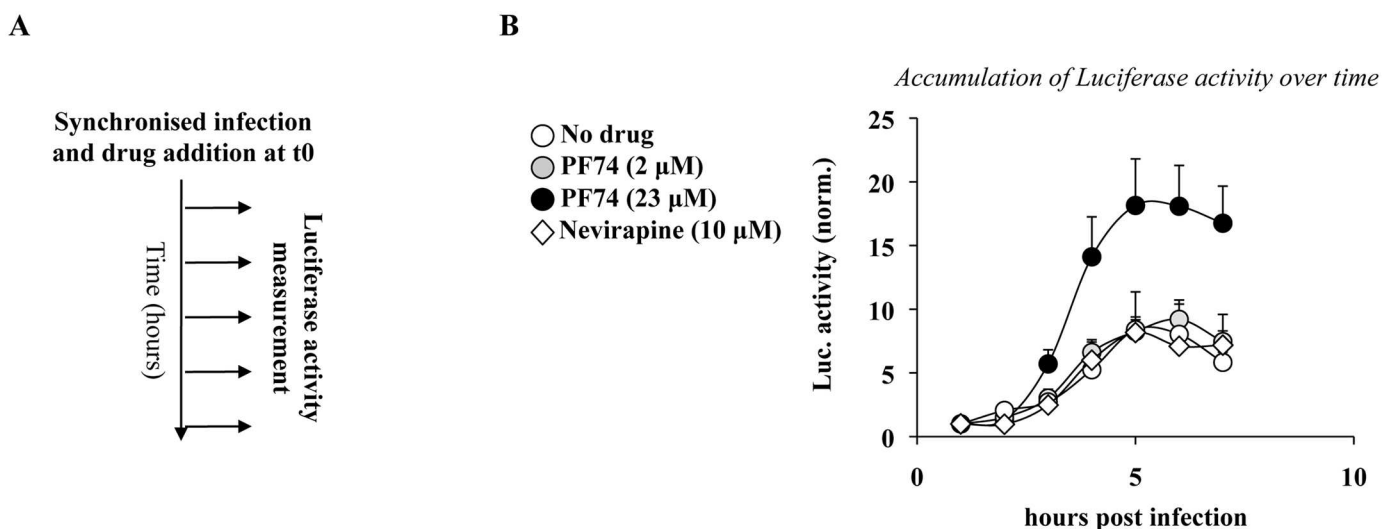 A
Synchronised infection
and drug addition at t0
Time (hours)
Luciferase activity
measurement
B
No drug
PF74 (2 µM)
PF74 (23 µM)
Nevirapine (10 µM)
Accumulation of Luciferase activity over time
Luc. activity (norm.)
25
20
15
10
5
0
0
5
10
hours post infection